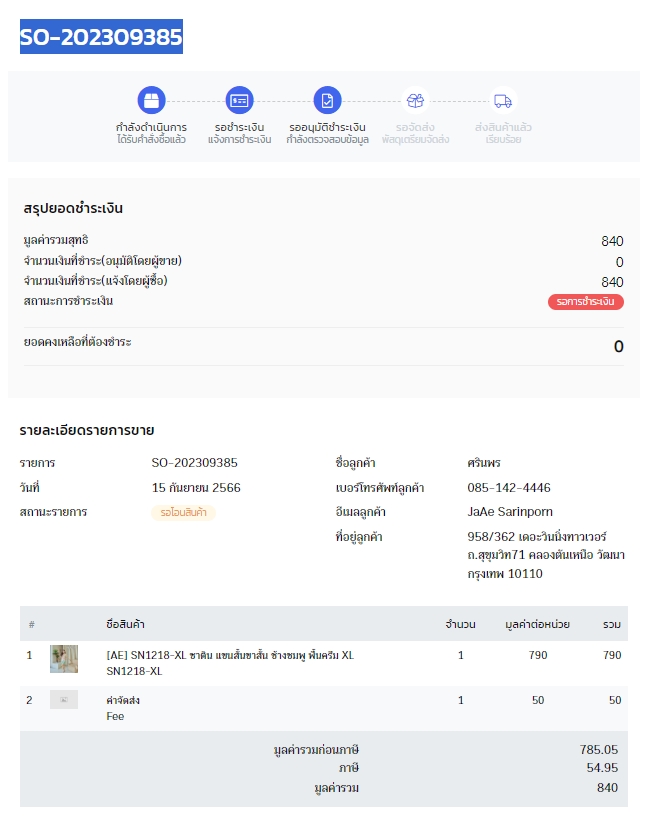 SO-202309385
กำลังดำเนินการ
ได้รับคำสั่งซื้อแล้ว
รอชำระเงิน
แจ้งการชำระเงิน
รออนุมัติชำระเงิน
กำลังตรวจสอบข้อมูล
รอจัดส่ง
พัสดุเตรียมจัดส่ง
ส่งสินค้าแล้ว
เรียบร้อย
สรุปยอดชำระเงิน
มูลค่ารวมสุทธิ 840
จำนวนเงินที่ชำระ(อนุมัติโดยผู้ขาย) 0
จำนวนเงินที่ชำระ(แจ้งโดยผู้ซื้อ) 840
สถานะการชำระเงิน รอการชำระเงิน
ยอดคงเหลือที่ต้องชำระ 0
รายละเอียดรายการขาย
รายการ SO-202309385
วันที่ 15 กันยายน 2566
สถานะรายการ รอโอนสินค้า
ชื่อลูกค้า ศรินพร
เบอร์โทรศัพท์ลูกค้า 085-142-4446
อีเมลลูกค้า JaAe Sarinporn
ที่อยู่ลูกค้า 958/362 เดอะวินนิ่งทาวเวอร์
ถ.สุขุมวิท71 คลองตันเหนือ วัฒนา
กรุงเทพ 10110
# ชื่อสินค้า จำนวน มูลค่าต่อหน่วย รวม
1 [AE] SN1218-XL ซาติน แขนสั้นขาสั้น ช้างชมพู พื้นครีม XL 1 790 790
SN1218-XL
2 ค่าจัดส่ง 1 50 50
Fee
มูลค่ารวมก่อนภาษี 785.05
ภาษี 54.95
มูลค่ารวม 840